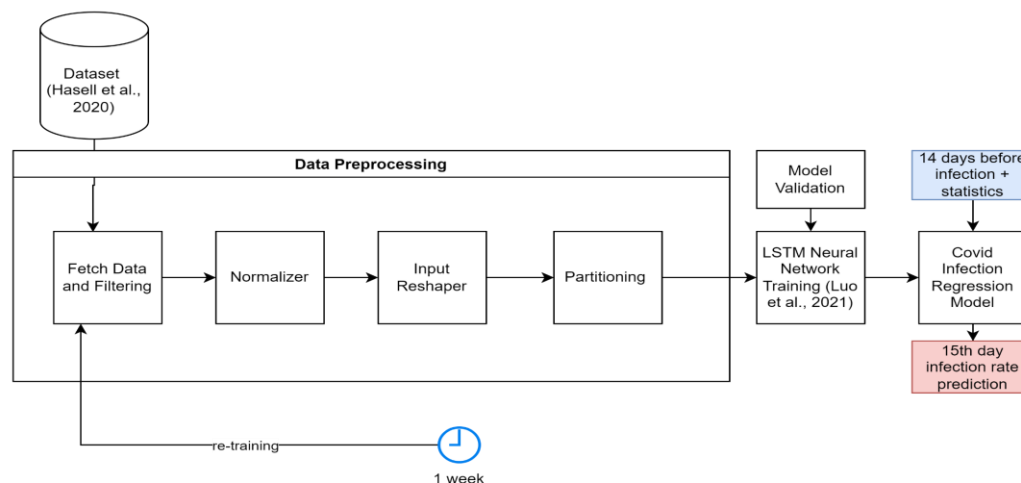 Dataset
(Hasell et al.,
2020)
Data Preprocessing
Fetch Data
and Filtering
Normalizer
Input
Reshaper
Partitioning
Model
Validation
LSTM Neural
Network
Training (Luo
et al., 2021)
14 days before
infection +
statistics
Covid
Infection
Regression
Model
15th day
infection rate
prediction
re-training
1 week